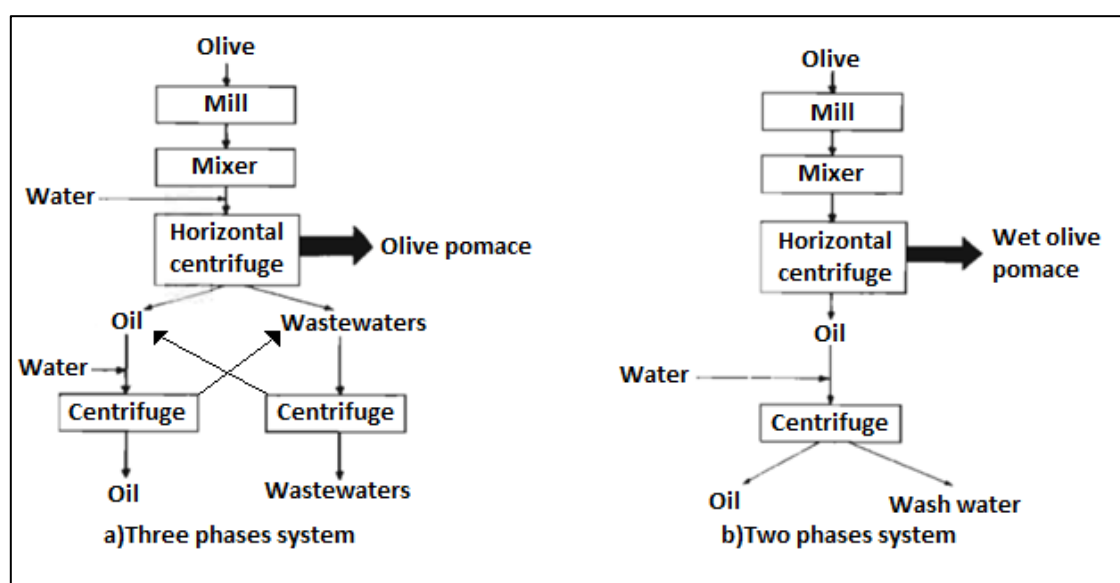 Olive
Mill
Mixer
Water
Horizontal
centrifuge
Olive pomace
Oil
Wastewaters
Water
Centrifuge
Centrifuge
Oil
Wastewaters
a)Three phases system
Olive
Mill
Mixer
Horizontal
centrifuge
Wet olive
pomace
Oil
Water
Centrifuge
Oil
Wash water
b)Two phases system